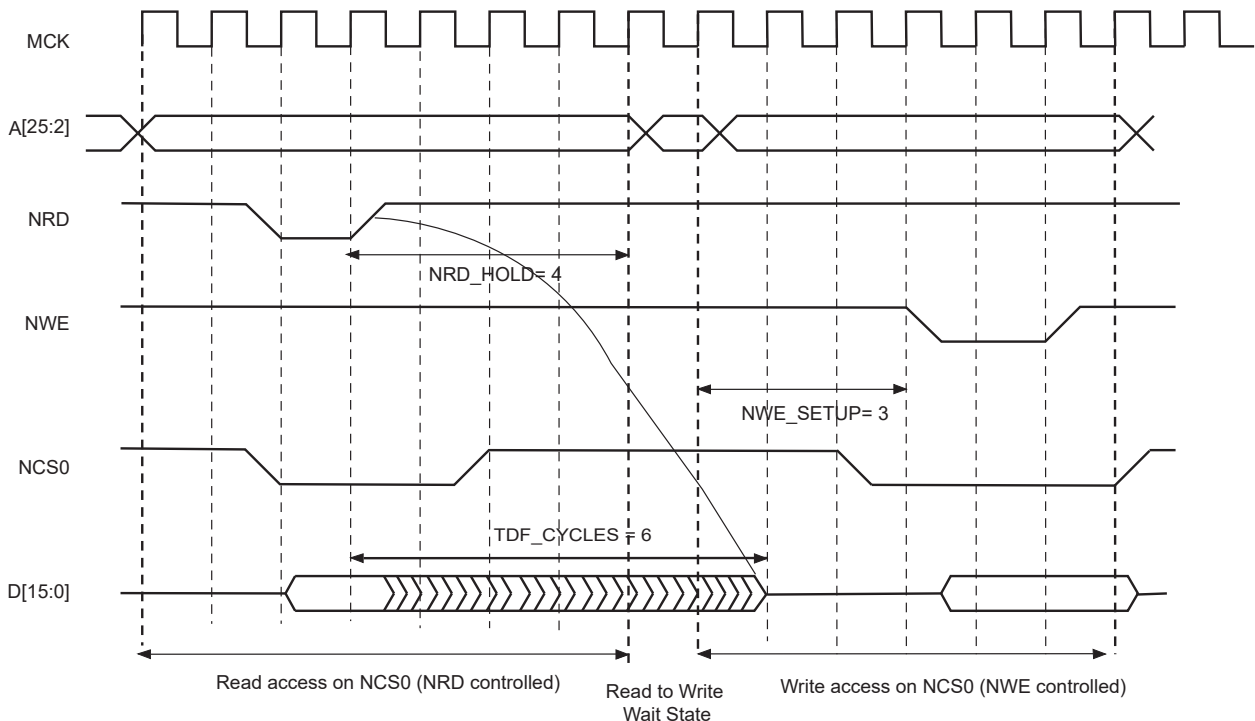 MCK
A[25:2]
NRD
NRD_HOLD= 4
NWE
NWE_SETUP= 3
NCS0
TDF_CYCLES = 6
D[15:0]
Read access on NCS0 (NRD controlled)
Read to Write
Wait State
Write access on NCS0 (NWE controlled)